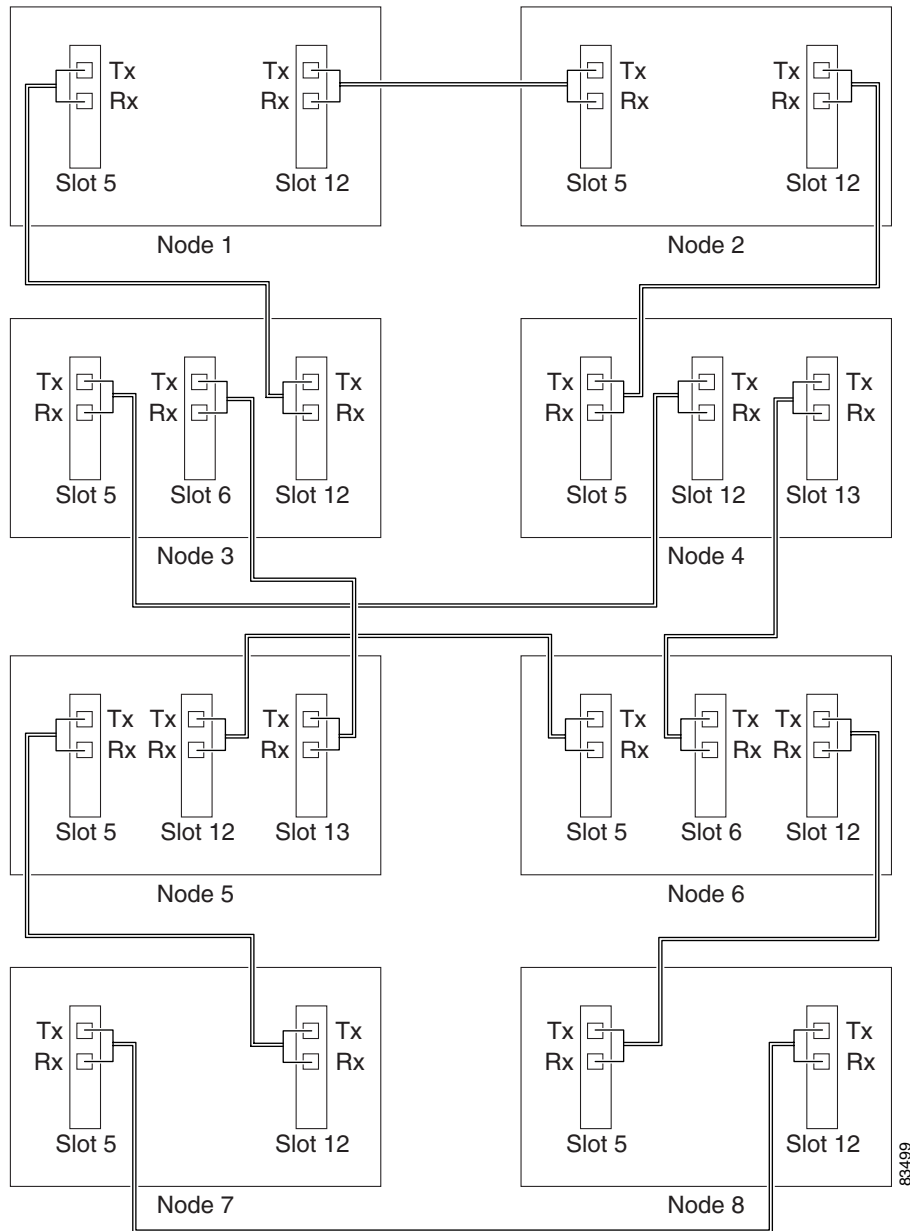 Tx Tx Tx Tx
Rx Rx Rx Rx
Slot 5 Slot 12 Slot 5 Slot 12
Node 1 Node 2
Tx Tx Tx Tx Tx Tx
Rx Rx Rx Rx Rx Rx
Slot 5 Slot 6 Slot 12 Slot 5 Slot 12 Slot 13
Node 3 Node 4
Tx Tx Tx Tx Tx Tx
Rx Rx Rx Rx Rx Rx
Slot 5 Slot 12 Slot 13 Slot 5 Slot 6 Slot 12
Node 5 Node 6
Tx Tx Tx Tx
Rx Rx Rx Rx
Slot 5 Slot 12 Slot 5 Slot 12
Node 7 Node 8
83499